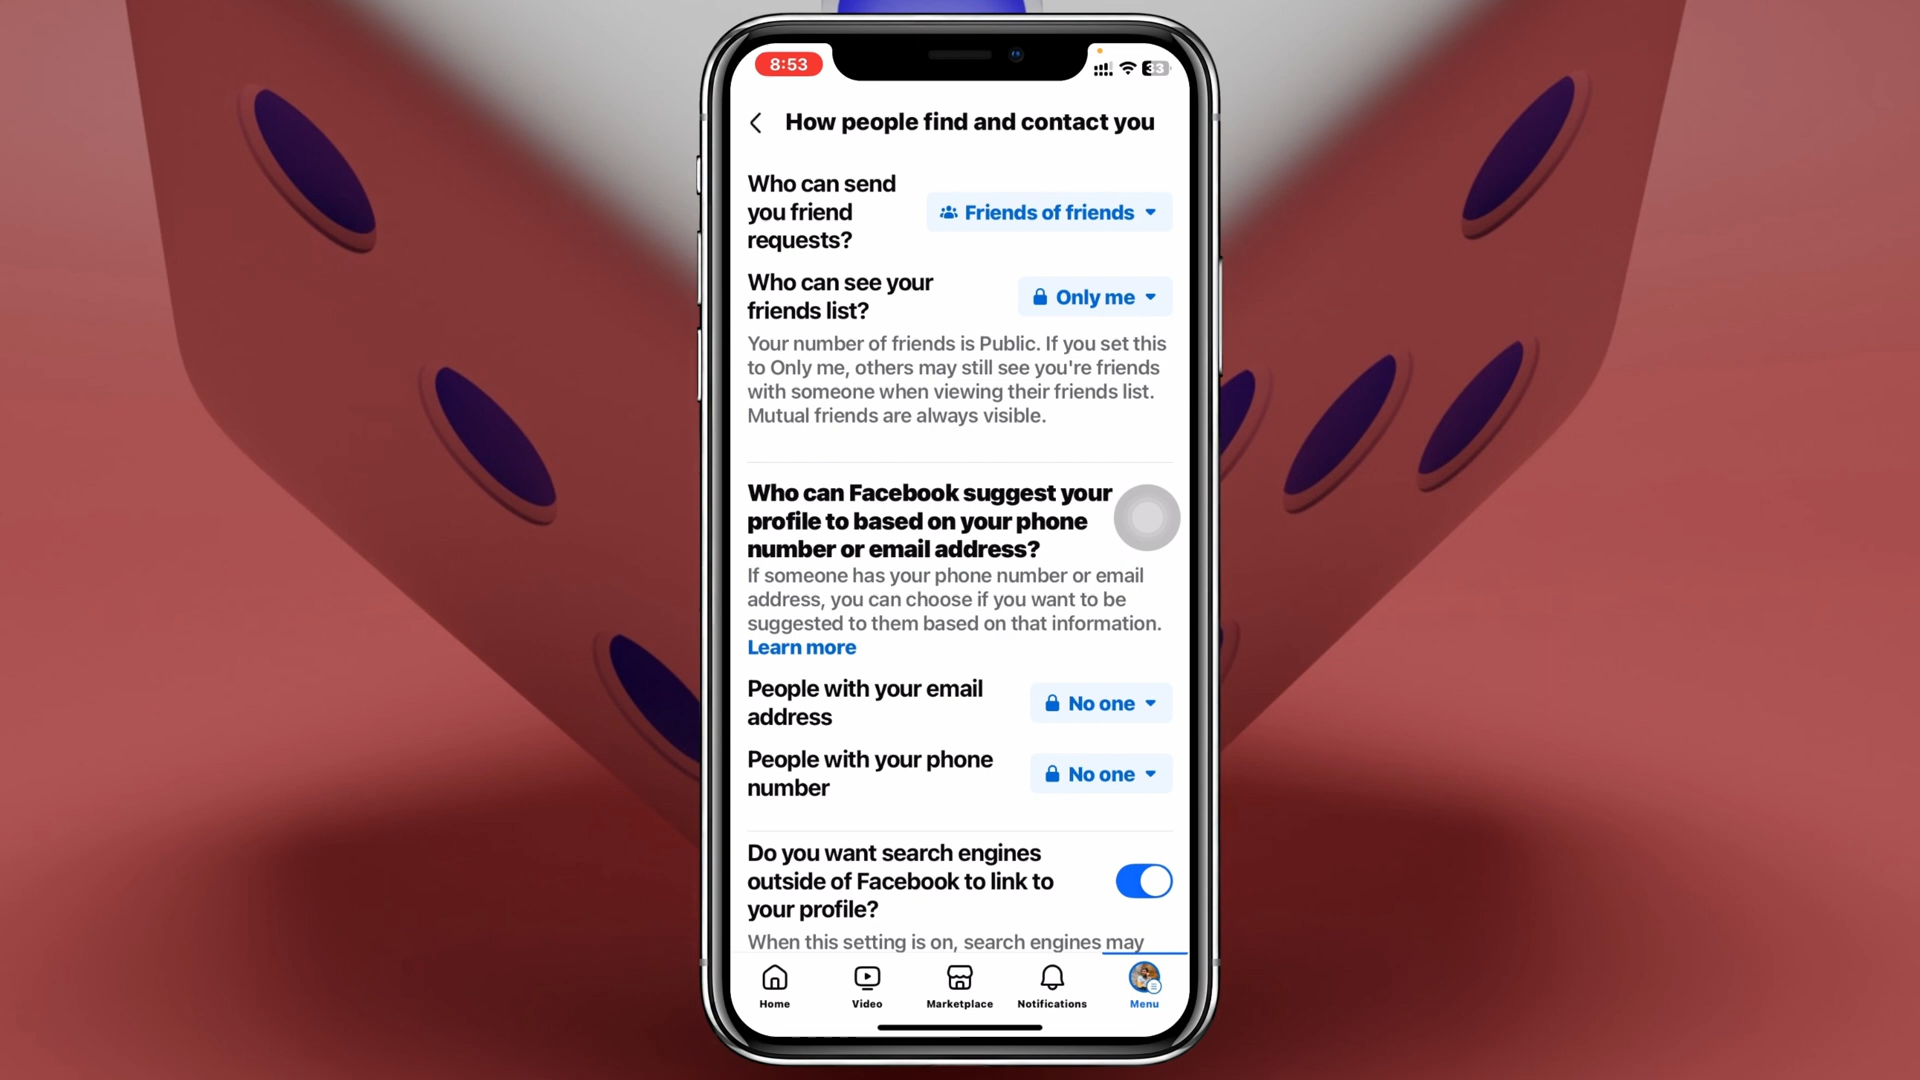 8:53
33
How people find and contact you
Who can send
you friend
requests?
Friends of friends
Who can see your
friends list?
Only me
Your number of friends is Public. If you set this
to Only me, others may still see you're friends
with someone when viewing their friends list.
Mutual friends are always visible.
Who can Facebook suggest your
profile to based on your phone
number or email address?
If someone has your phone number or email
address, you can choose if you want to be
suggested to them based on that information.
Learn more
People with your email
address
No one
People with your phone
number
No one
Do you want search engines
outside of Facebook to link to
your profile?
When this setting is on, search engines may
Home
Video
Marketplace
Notifications
Menu